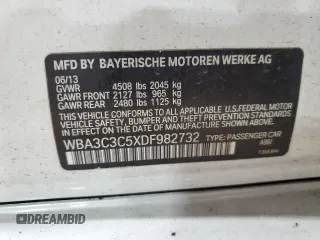 MFD BY BAYERISCHE MOTOREN WERKE AG
06/13
GVWR 4508 lbs 2045 kg
GAWR FRONT 2127 lbs 965 kg
GAWR REAR 2480 lbs 1125 kg
THIS VEHICLE CONFORMS TO ALL APPLICABLE
U.S. FEDERAL MOTOR VEHICLE SAFETY, BUMPER
AND THEFT PREVENTION STANDARDS IN EFFECT
ON THE DATE OF MANUFACTURE SHOWN ABOVE.
WBA3C3C5XDF982732 TYPE: PASSENGER CAR
DREAMBID